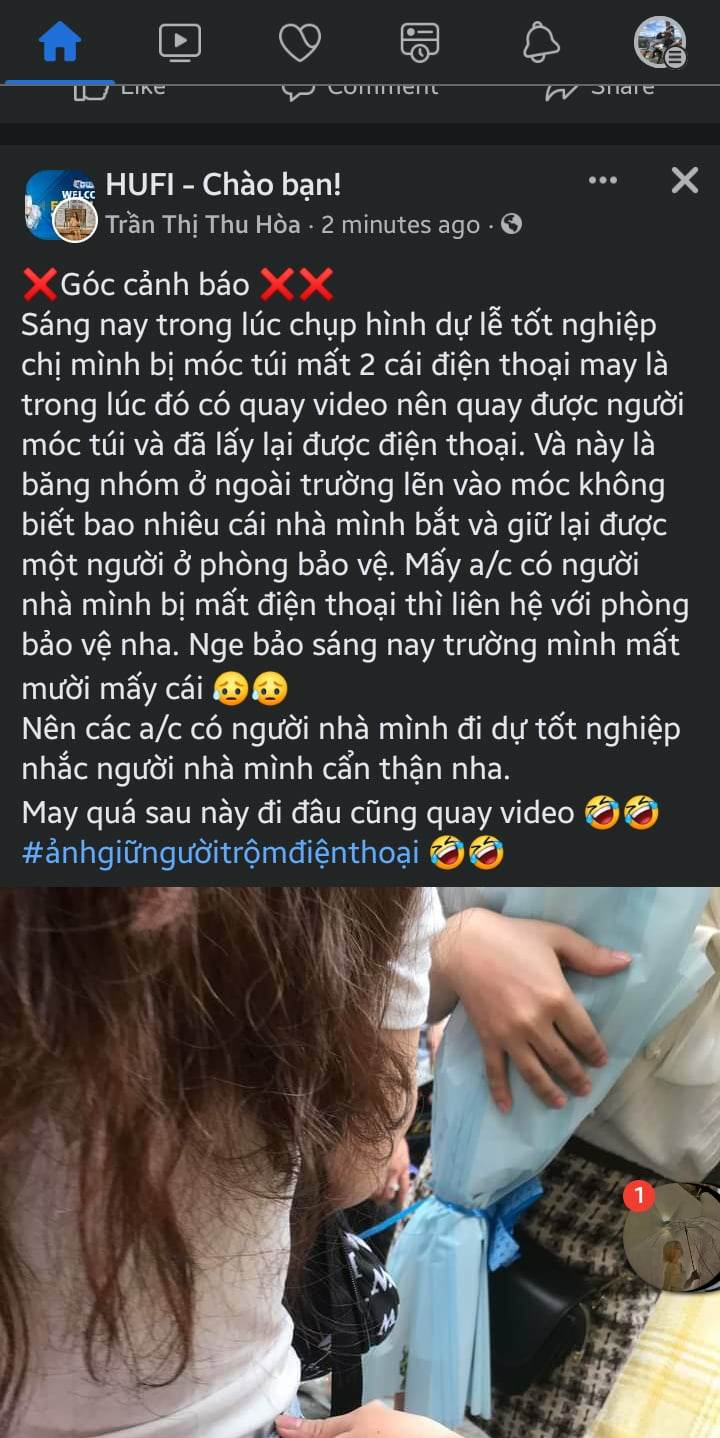 Like Comment Share
HUFI - Chào bạn!
Trần Thị Thu Hòa · 2 minutes ago ·
❌Góc cảnh báo ❌❌
Sáng nay trong lúc chụp hình dự lễ tốt nghiệp
chị mình bị móc túi mất 2 cái điện thoại may là
trong lúc đó có quay video nên quay được người
móc túi và đã lấy lại được điện thoại. Và này là
băng nhóm ở ngoài trường lẽn vào móc không
biết bao nhiêu cái nhà mình bắt và giữ lại được
một người ở phòng bảo vệ. Mấy a/c có người
nhà mình bị mất điện thoại thì liên hệ với phòng
bảo vệ nha. Nge bảo sáng nay trường mình mất
mười mấy cái 😥😥
Nên các a/c có người nhà mình đi dự tốt nghiệp
nhắc người nhà mình cẩn thận nha.
May quá sau này đi đâu cũng quay video 🤣🤣
#ảnhgiữngườitrộmđiệnthoại 🤣🤣
1